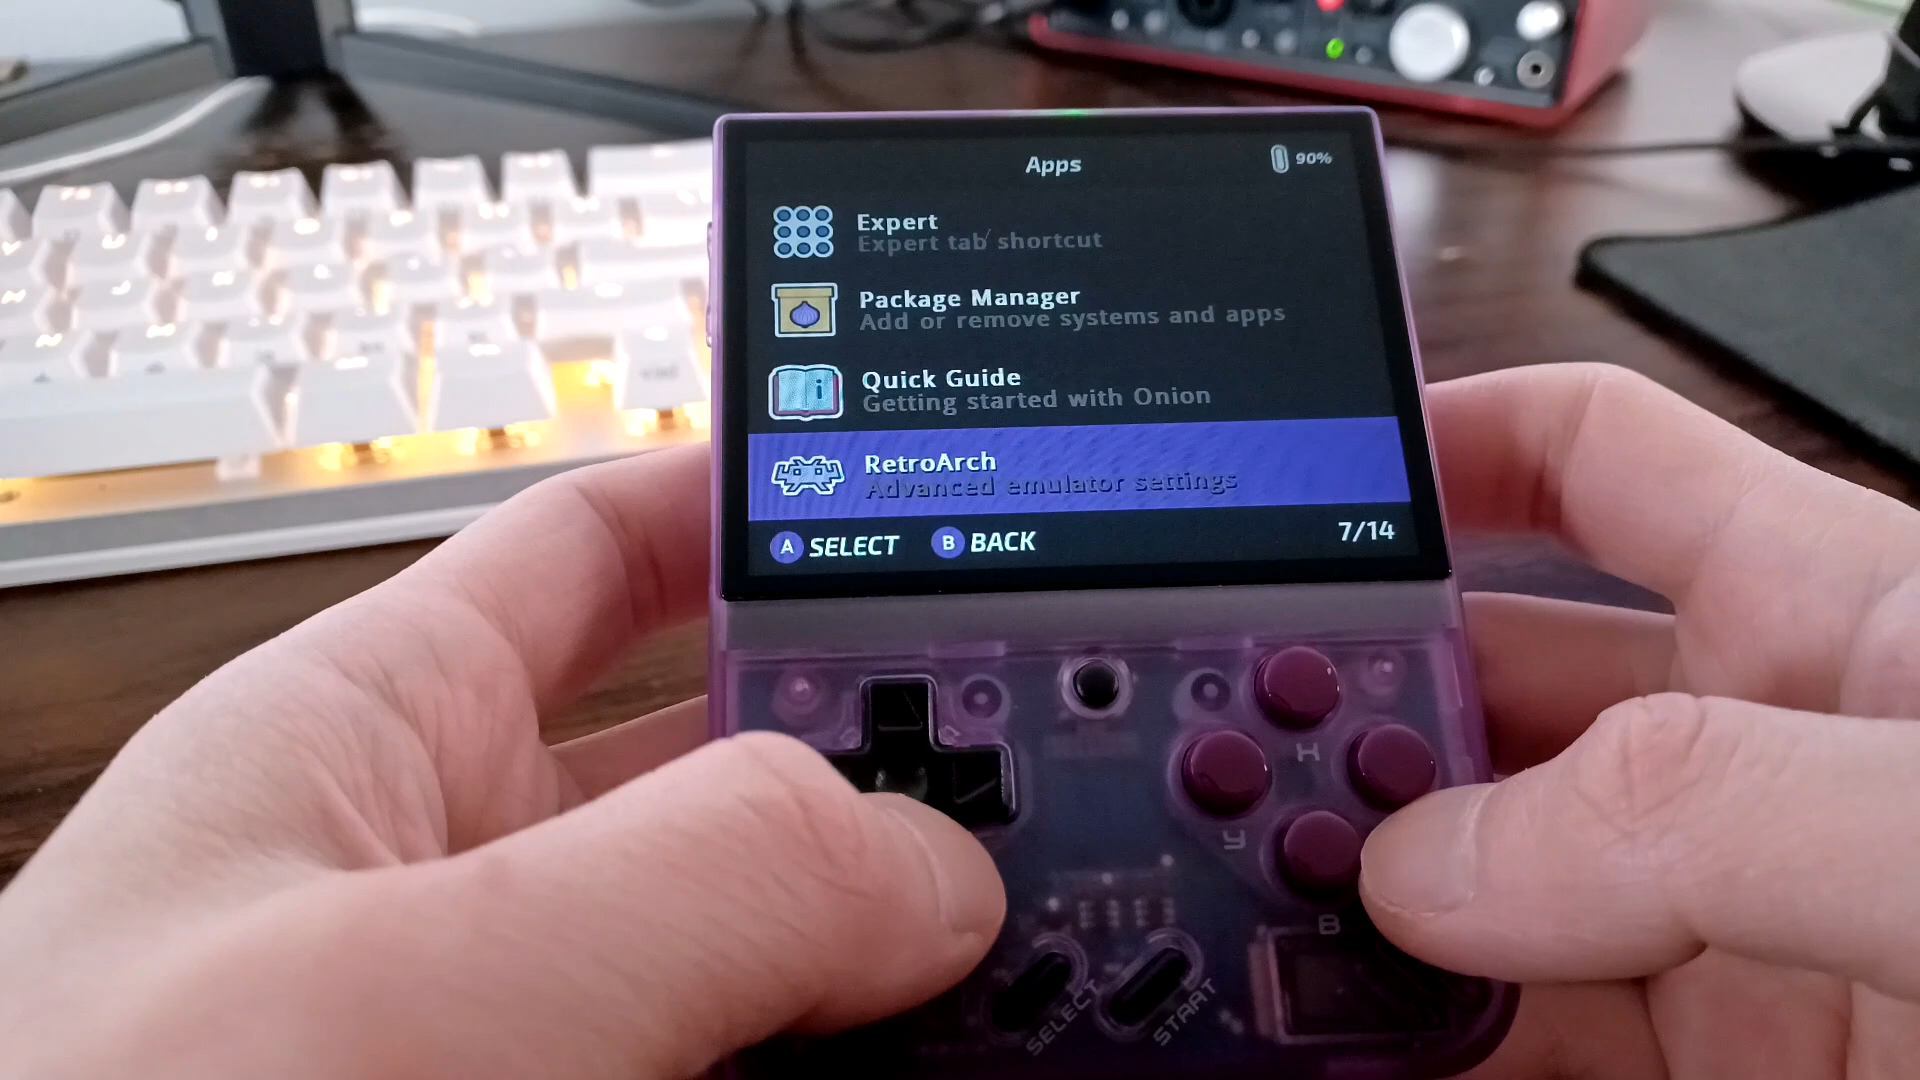 Apps
90%
Expert
Expert tab shortcut
Package Manager
Add or remove systems and apps
Quick Guide
Getting started with Onion
RetroArch
Advanced emulator settings
A SELECT B BACK 7/14
X
Y
B
SELECT
START